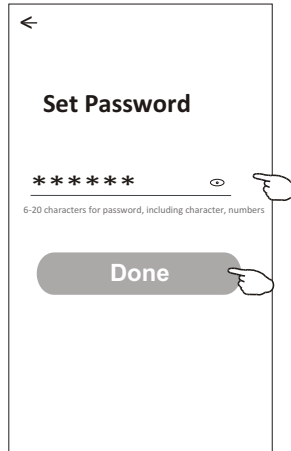 Set Password
******
6-20 characters for password, including character, numbers
Done